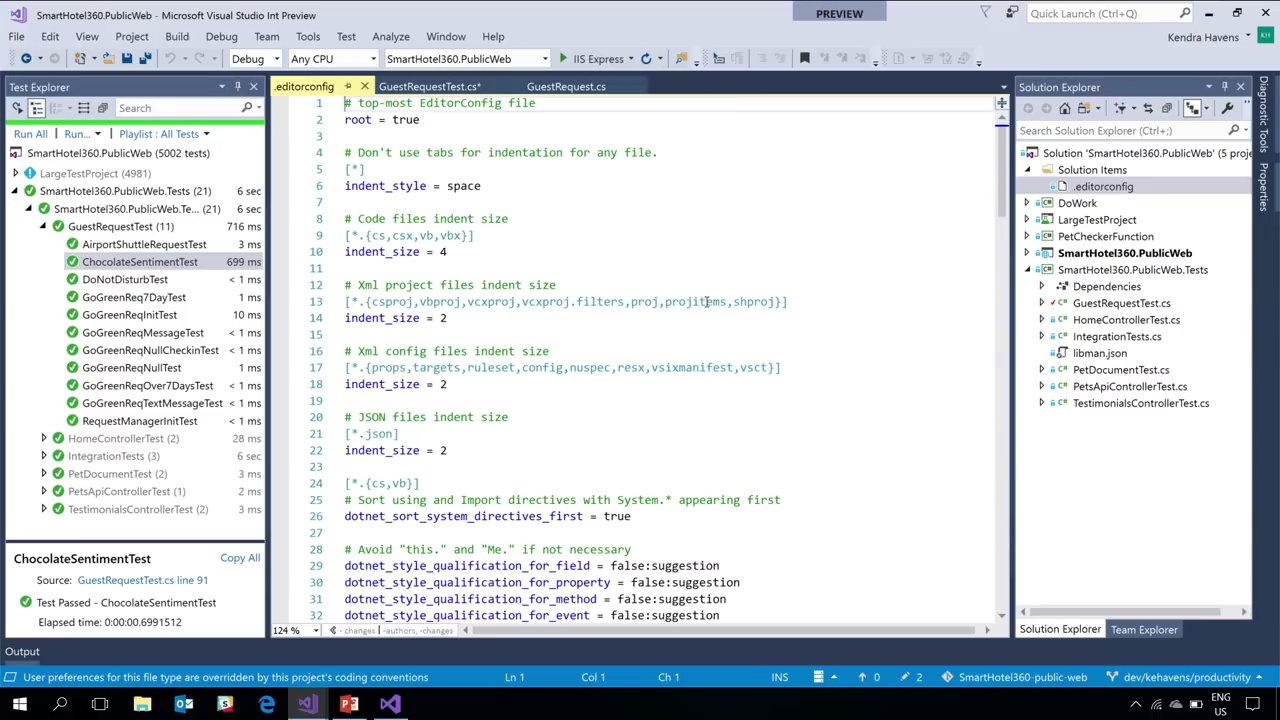 SmartHotel360.PublicWeb - Microsoft Visual Studio Int Preview
PREVIEW
Quick Launch (Ctrl+Q)
File Edit View Project Build Debug Team Tools Test Analyze Window Help
Kendra Havens KH
Debug Any CPU SmartHotel360.PublicWeb IIS Express
Test Explorer
Search
Run All Run... Playlist : All Tests
SmartHotel360.PublicWeb (5002 tests)
LargeTestProject (4981)
SmartHotel360.PublicWeb.Tests (21) 6 sec
SmartHotel360.PublicWeb.Te... (21) 6 sec
GuestRequestTest (11) 716 ms
AirportShuttleRequestTest 3 ms
ChocolateSentimentTest 699 ms
DoNotDisturbTest < 1 ms
GoGreenReq7DayTest < 1 ms
GoGreenReqInitTest 10 ms
GoGreenReqMessageTest < 1 ms
GoGreenReqNullCheckinTest < 1 ms
GoGreenReqNullTest < 1 ms
GoGreenReqOver7DaysTest < 1 ms
GoGreenReqTextMessageTest < 1 ms
RequestManagerInitTest < 1 ms
HomeControllerTest (2) 28 ms
IntegrationTests (3) 6 sec
PetDocumentTest (2) 3 ms
PetsApiControllerTest (1) 2 ms
TestimonialsControllerTest (2) 3 ms
ChocolateSentimentTest Copy All
Source: GuestRequestTest.cs line 91
Test Passed - ChocolateSentimentTest
Elapsed time: 0:00:00.6991512
.editorconfig GuestRequestTest.cs* GuestRequest.cs
1 # top-most EditorConfig file
2 root = true
3
4 # Don't use tabs for indentation for any file.
5 [*]
6 indent_style = space
7
8 # Code files indent size
9 [*.{cs,csx,vb,vbx}]
10 indent_size = 4
11
12 # Xml project files indent size
13 [*.{csproj,vbproj,vcxproj,vcxproj.filters,proj,projitems,shproj}]
14 indent_size = 2
15
16 # Xml config files indent size
17 [*.{props,targets,ruleset,config,nuspec,resx,vsixmanifest,vsct}]
18 indent_size = 2
19
20 # JSON files indent size
21 [*.json]
22 indent_size = 2
23
24 [*.{cs,vb}]
25 # Sort using and Import directives with System.* appearing first
26 dotnet_sort_system_directives_first = true
27
28 # Avoid "this." and "Me." if not necessary
29 dotnet_style_qualification_for_field = false:suggestion
30 dotnet_style_qualification_for_property = false:suggestion
31 dotnet_style_qualification_for_method = false:suggestion
32 dotnet_style_qualification_for_event = false:suggestion
124 % - changes | -authors, -changes
Solution Explorer
Search Solution Explorer (Ctrl+;)
Solution 'SmartHotel360.PublicWeb' (5 proje
Solution Items
.editorconfig
DoWork
LargeTestProject
PetCheckerFunction
SmartHotel360.PublicWeb
SmartHotel360.PublicWeb.Tests
Dependencies
GuestRequestTest.cs
HomeControllerTest.cs
IntegrationTests.cs
libman.json
PetDocumentTest.cs
PetsApiControllerTest.cs
TestimonialsControllerTest.cs
Solution Explorer Team Explorer
Diagnostic Tools
Properties
Output
User preferences for this file type are overridden by this project's coding conventions Ln 1 Col 1 Ch 1 INS 0 2 SmartHotel360-public-web dev/kehavens/productivity
ENG
US